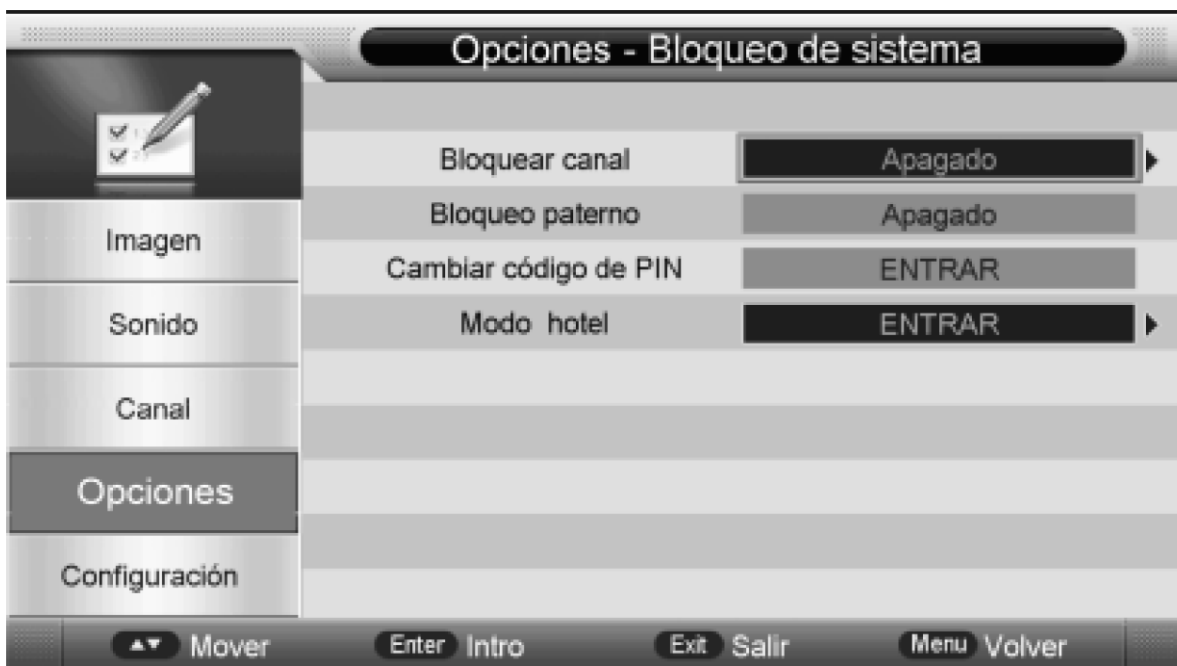 Opciones - Bloqueo de sistema
Bloquear canal Apagado
Bloqueo paterno Apagado
Cambiar código de PIN ENTRAR
Modo hotel ENTRAR
Imagen
Sonido
Canal
Opciones
Configuración
Mover Enter Intro Exit Salir Menu Volver